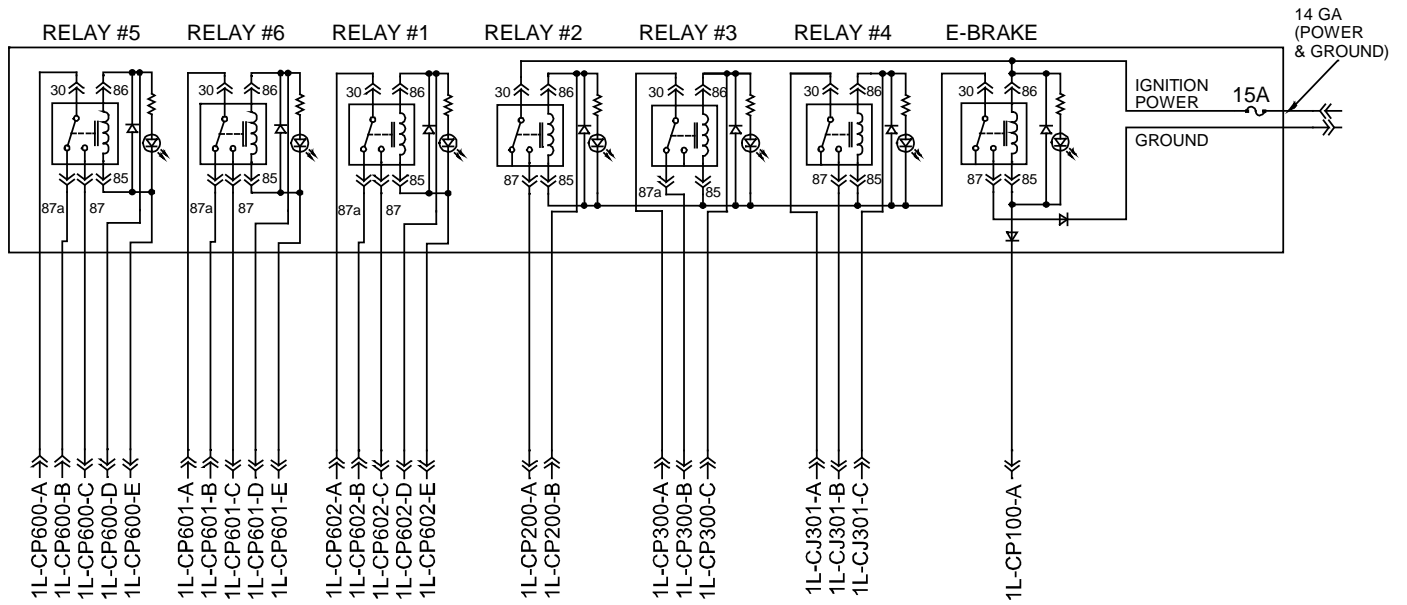 14 GA
(POWER
& GROUND)
RELAY #5 RELAY #6 RELAY #1 RELAY #2 RELAY #3 RELAY #4 E-BRAKE
IGNITION
POWER
15A
GROUND
30 86 30 86 30 86 30 86 30 86 30 86 30 86
85 85 85 87 85 87a 85 87 85 87 85
87a 87 87a 87 87a 87
1L-CP600-A
1L-CP600-B
1L-CP600-C
1L-CP600-D
1L-CP600-E
1L-CP601-A
1L-CP601-B
1L-CP601-C
1L-CP601-D
1L-CP601-E
1L-CP602-A
1L-CP602-B
1L-CP602-C
1L-CP602-D
1L-CP602-E
1L-CP200-A
1L-CP200-B
1L-CP300-A
1L-CP300-B
1L-CP300-C
1L-CJ301-A
1L-CJ301-B
1L-CJ301-C
1L-CP100-A